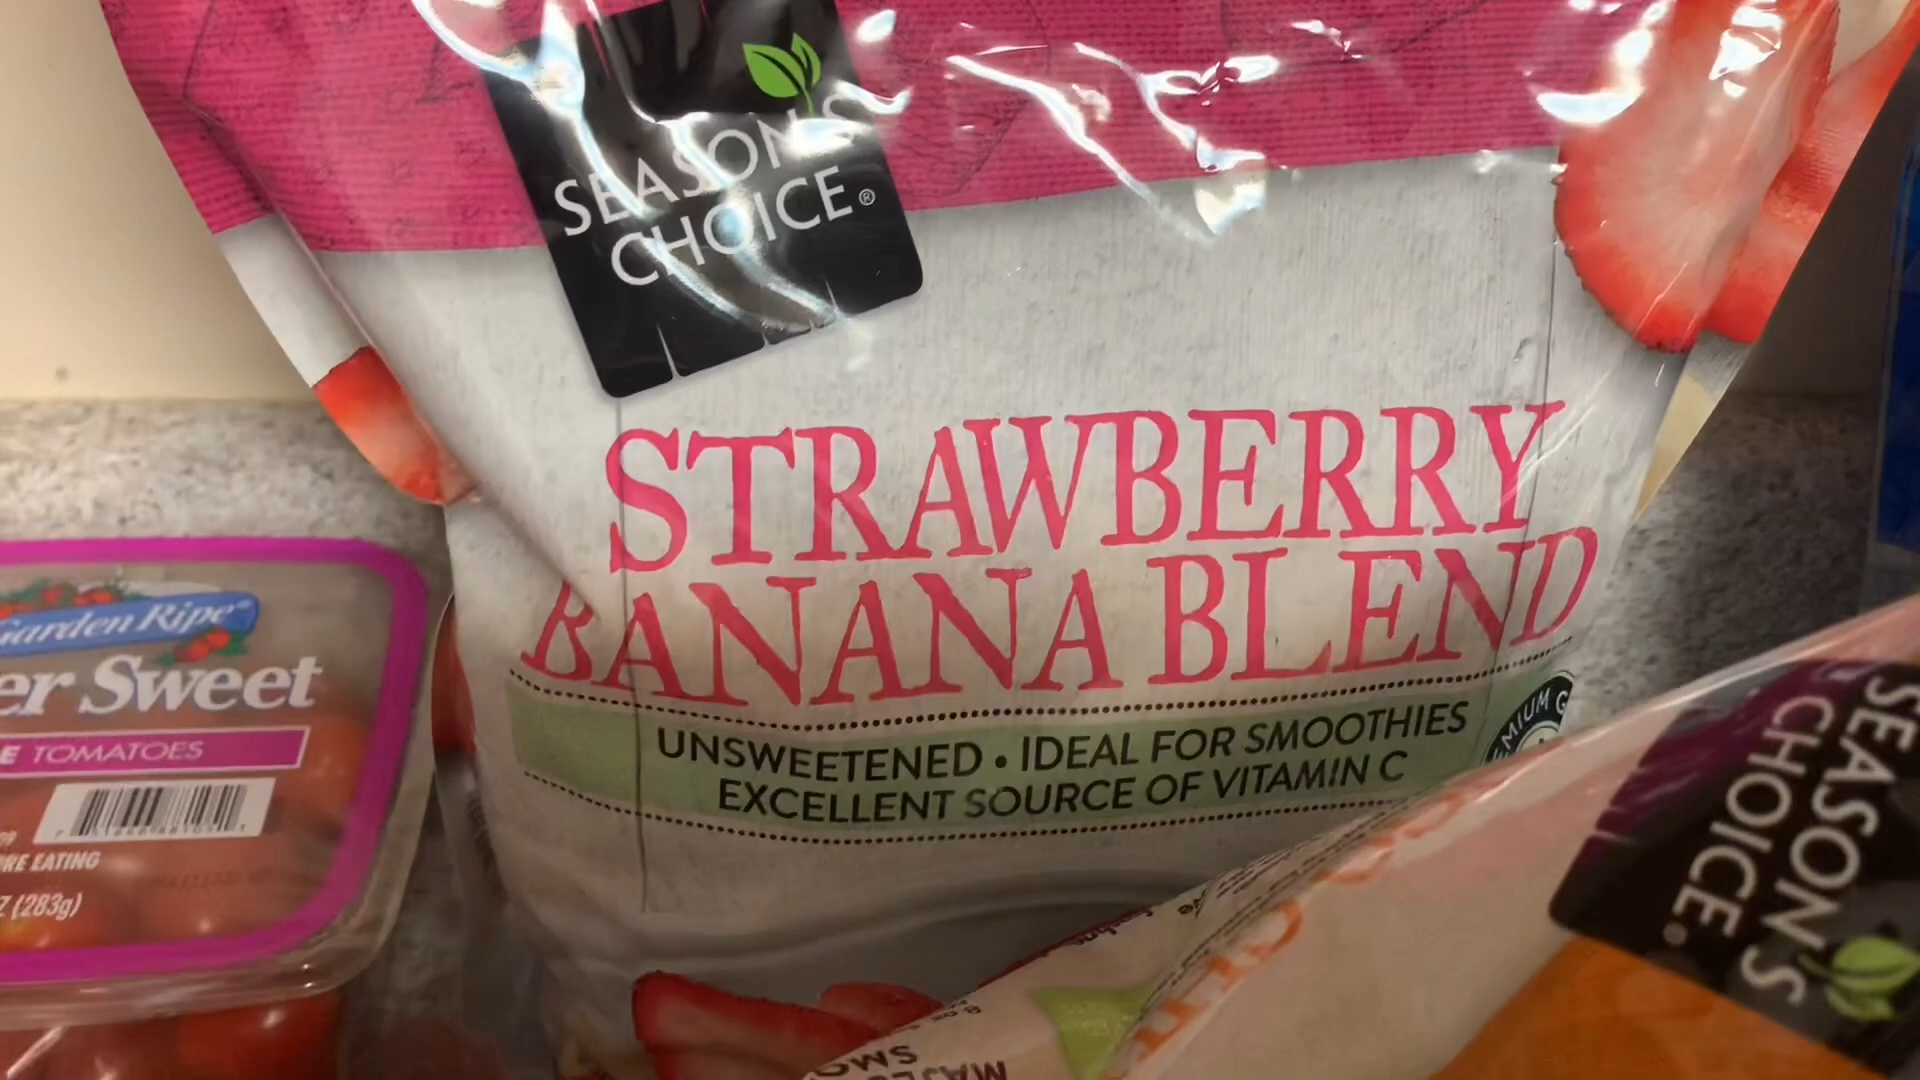 SEASON'S
CHOICE®
STRAWBERRY
BANANA BLEND
UNSWEETENED • IDEAL FOR SMOOTHIES
EXCELLENT SOURCE OF VITAMIN C
Garden Ripe®
Sweet
TOMATOES
EATING
(283g)
SEASON'S
CHOICE®